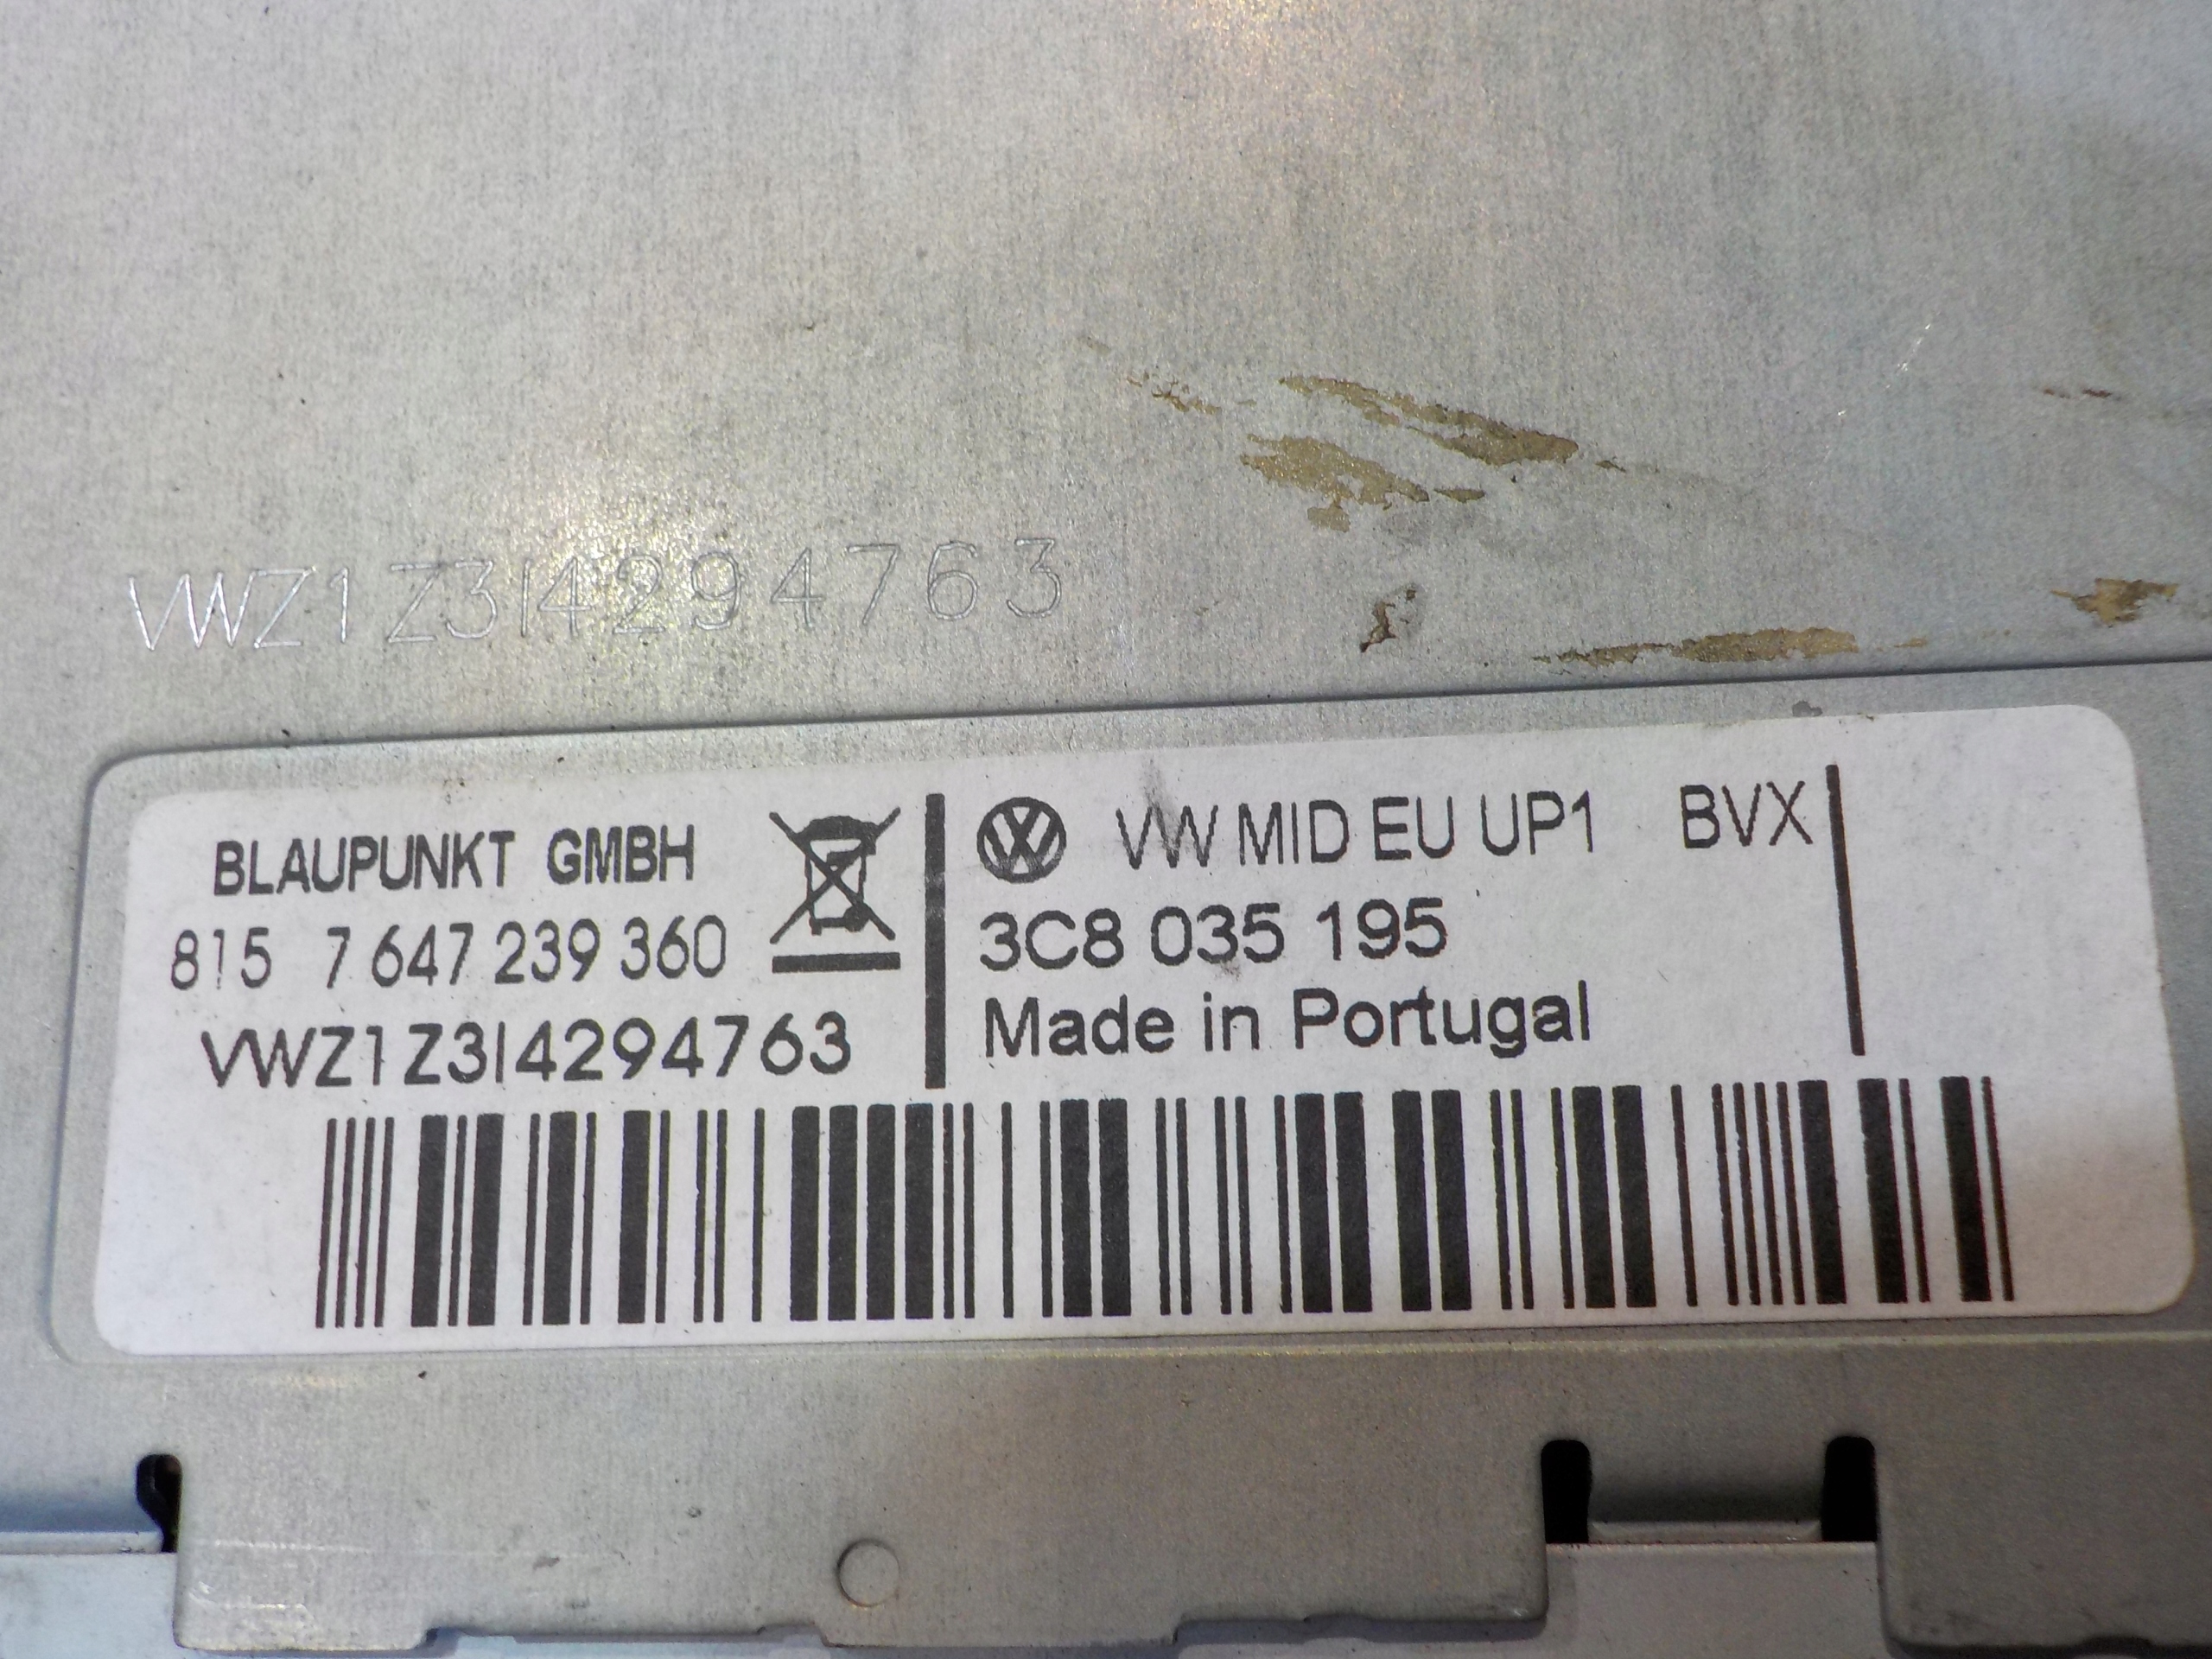 VWZ1Z3I4294763
BLAUPUNKT GMBH
815 7 647 239 360
VWZ1Z3I4294763
VW MID EU UP1 BVX
3C8 035 195
Made in Portugal